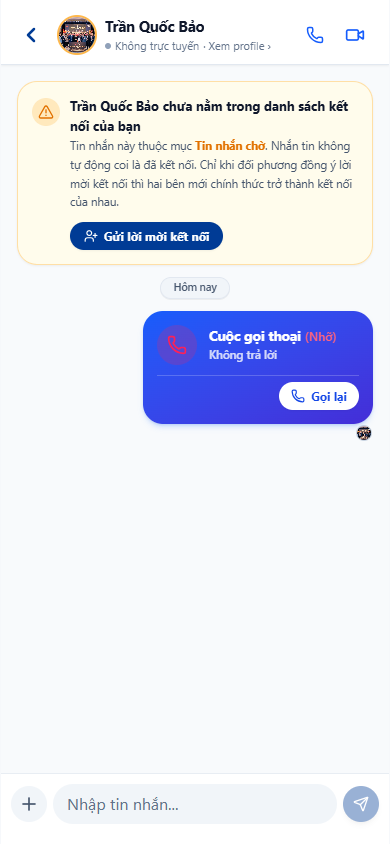 Trần Quốc Bảo
Không trực tuyến · Xem profile ›
Trần Quốc Bảo chưa nằm trong danh sách kết
nối của bạn
Tin nhắn này thuộc mục Tin nhắn chờ. Nhắn tin không
tự động coi là đã kết nối. Chỉ khi đối phương đồng ý lời
mời kết nối thì hai bên mới chính thức trở thành kết nối
của nhau.
Gửi lời mời kết nối
Hôm nay
Cuộc gọi thoại (Nhỡ)
Không trả lời
Gọi lại
Nhập tin nhắn...